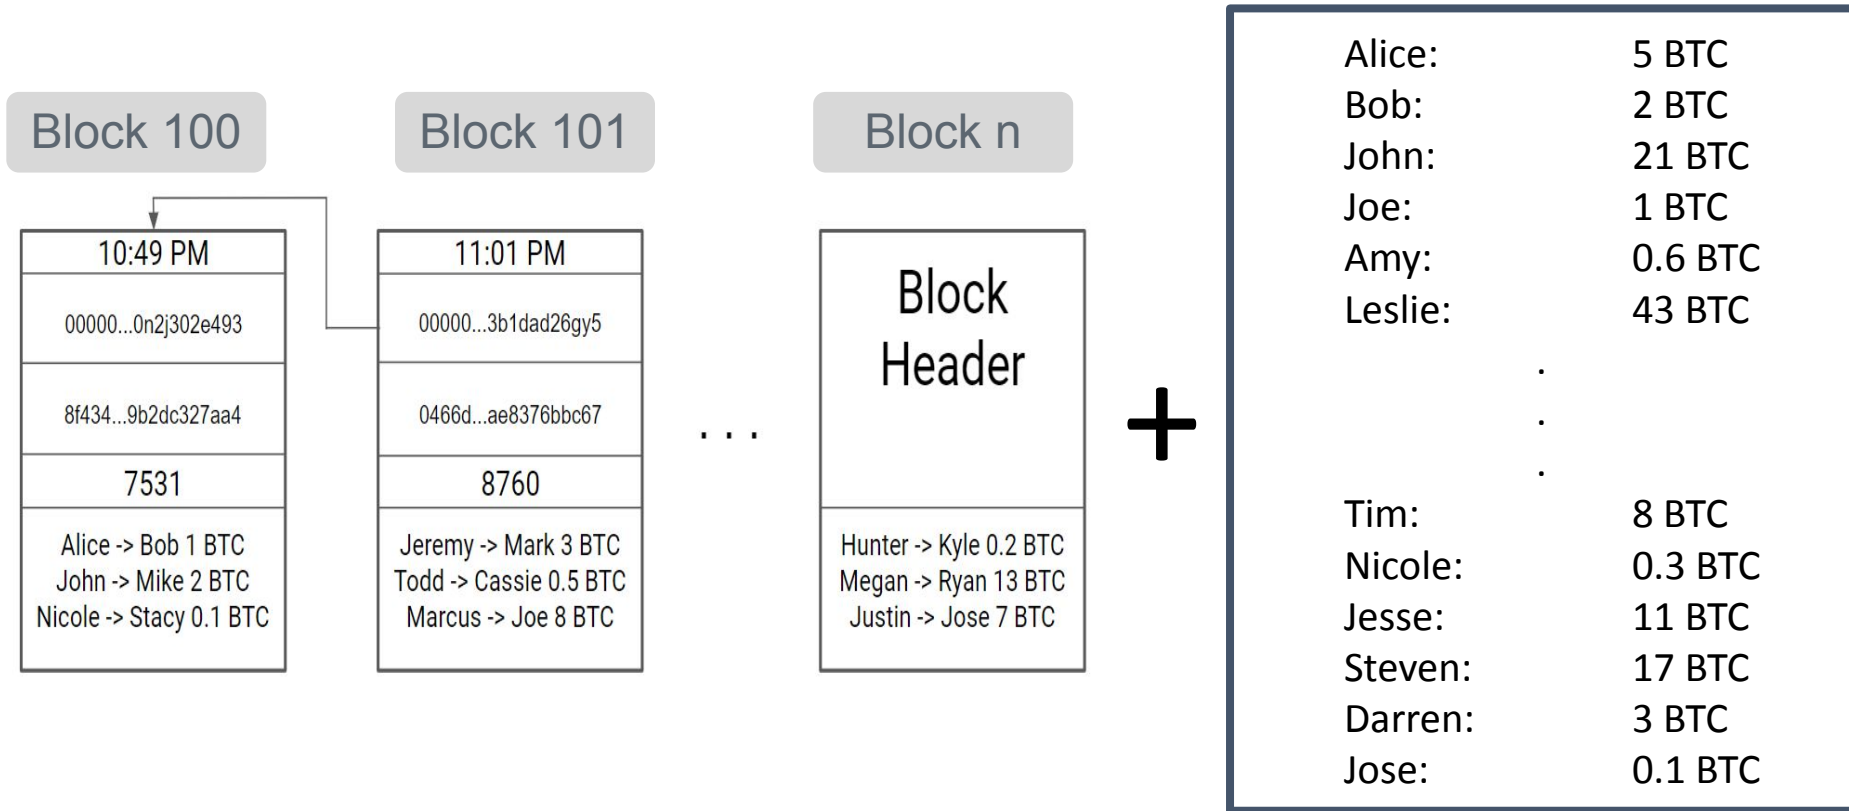 Block 100
10:49 PM
00000...0n2j302e493
8f434...9b2dc327aa4
7531
Alice -> Bob 1 BTC
John -> Mike 2 BTC
Nicole -> Stacy 0.1 BTC
Block 101
11:01 PM
00000...3b1dad26gy5
0466d...ae8376bbc67
8760
Jeremy -> Mark 3 BTC
Todd -> Cassie 0.5 BTC
Marcus -> Joe 8 BTC
. . .
Block n
Block
Header
Hunter -> Kyle 0.2 BTC
Megan -> Ryan 13 BTC
Justin -> Jose 7 BTC
+
Alice: 5 BTC
Bob: 2 BTC
John: 21 BTC
Joe: 1 BTC
Amy: 0.6 BTC
Leslie: 43 BTC
.
.
.
Tim: 8 BTC
Nicole: 0.3 BTC
Jesse: 11 BTC
Steven: 17 BTC
Darren: 3 BTC
Jose: 0.1 BTC